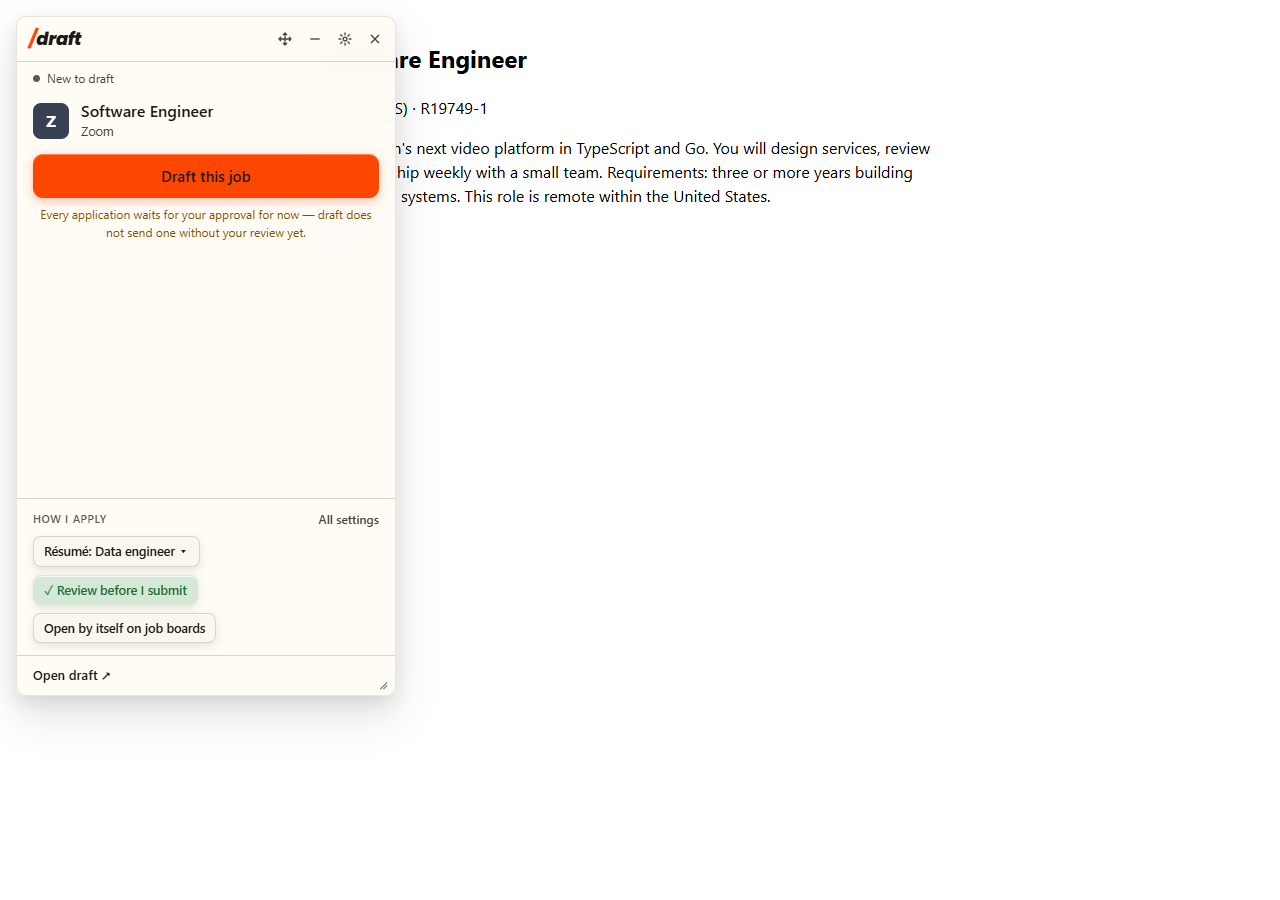 /draft
New to draft
Z
Software Engineer
Zoom
Draft this job
Every application waits for your approval for now — draft does
not send one without your review yet.
HOW I APPLY
All settings
Résumé: Data engineer ▾
✓ Review before I submit
Open by itself on job boards
Open draft ↗
Engineer
S) · R19749-1
next video platform in TypeScript and Go. You will design services, review
weekly with a small team. Requirements: three or more years building
systems. This role is remote within the United States.